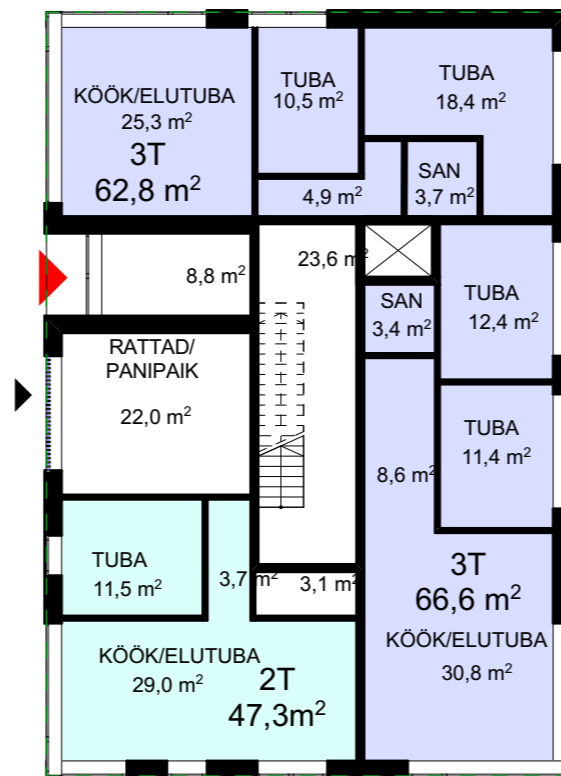 KÖÖK/ELUTUBA
25,3 m²
3T
62,8 m²
TUBA
10,5 m²
TUBA
18,4 m²
4,9 m²
SAN
3,7 m²
8,8 m²
23,6 m²
SAN
3,4 m²
TUBA
12,4 m²
RATTAD/
PANIPAIK
22,0 m²
TUBA
11,4 m²
8,6 m²
TUBA
11,5 m²
3,7 m²
3,1 m²
3T
66,6 m²
KÖÖK/ELUTUBA
30,8 m²
KÖÖK/ELUTUBA
29,0 m²
2T
47,3m²